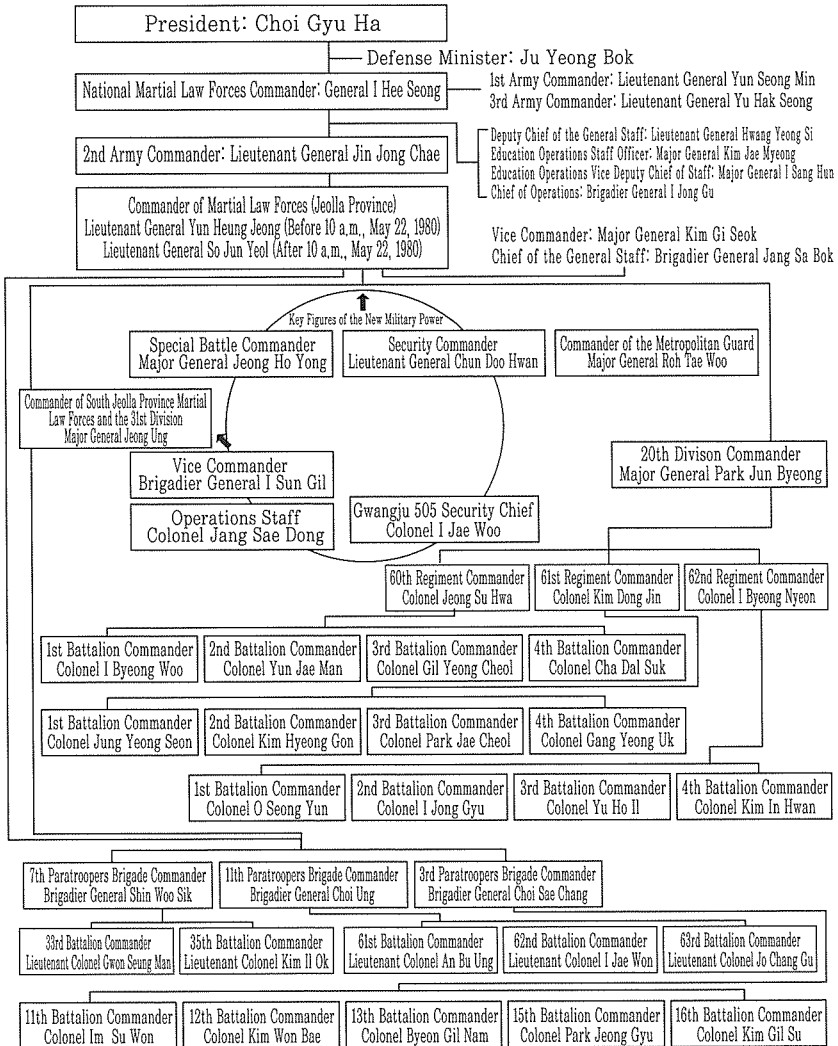 President: Choi Gyu Ha
Defense Minister: Ju Yeong Bok
National Martial Law Forces Commander: General I Hee Seong
1st Army Commander: Lieutenant General Yun Seong Min
3rd Army Commander: Lieutenant General Yu Hak Seong
Deputy Chief of the General Staff: Lieutenant General Hwang Yeong Si
Education Operations Staff Officer: Major General Kim Jae Myeong
Education Operations Vice Deputy Chief of Staff: Major General I Sang Hun
Chief of Operations: Brigadier General I Jong Gu
2nd Army Commander: Lieutenant General Jin Jong Chae
Commander of Martial Law Forces (Jeolla Province)
Lieutenant General Yun Heung Jeong (Before 10 a.m., May 22, 1980)
Lieutenant General So Jun Yeol (After 10 a.m., May 22, 1980)
Vice Commander: Major General Kim Gi Seok
Chief of the General Staff: Brigadier General Jang Sa Bok
Key Figures of the New Military Power
Special Battle Commander
Major General Jeong Ho Yong
Security Commander
Lieutenant General Chun Doo Hwan
Commander of the Metropolitan Guard
Major General Roh Tae Woo
Commander of South Jeolla Province Martial
Law Forces and the 31st Division
Major General Jeong Ung
Vice Commander
Brigadier General I Sun Gil
20th Divison Commander
Major General Park Jun Byeong
Operations Staff
Colonel Jang Sae Dong
Gwangju 505 Security Chief
Colonel I Jae Woo
60th Regiment Commander
Colonel Jeong Su Hwa
61st Regiment Commander
Colonel Kim Dong Jin
62nd Regiment Commander
Colonel I Byeong Nyeon
1st Battalion Commander
Colonel I Byeong Woo
2nd Battalion Commander
Colonel Yun Jae Man
3rd Battalion Commander
Colonel Gil Yeong Cheol
4th Battalion Commander
Colonel Cha Dal Suk
1st Battalion Commander
Colonel Jung Yeong Seon
2nd Battalion Commander
Colonel Kim Hyeong Gon
3rd Battalion Commander
Colonel Park Jae Cheol
4th Battalion Commander
Colonel Gang Yeong Uk
1st Battalion Commander
Colonel O Seong Yun
2nd Battalion Commander
Colonel I Jong Gyu
3rd Battalion Commander
Colonel Yu Ho Il
4th Battalion Commander
Colonel Kim In Hwan
7th Paratroopers Brigade Commander
Brigadier General Shin Woo Sik
11th Paratroopers Brigade Commander
Brigadier General Choi Ung
3rd Paratroopers Brigade Commander
Brigadier General Choi Sae Chang
33rd Battalion Commander
Lieutenant Colonel Gwon Seung Man
35th Battalion Commander
Lieutenant Colonel Kim Il Ok
61st Battalion Commander
Lieutenant Colonel An Bu Ung
62nd Battalion Commander
Lieutenant Colonel I Jae Won
63rd Battalion Commander
Lieutenant Colonel Jo Chang Gu
11th Battalion Commander
Colonel Im Su Won
12th Battalion Commander
Colonel Kim Won Bae
13th Battalion Commander
Colonel Byeon Gil Nam
15th Battalion Commander
Colonel Park Jeong Gyu
16th Battalion Commander
Colonel Kim Gil Su